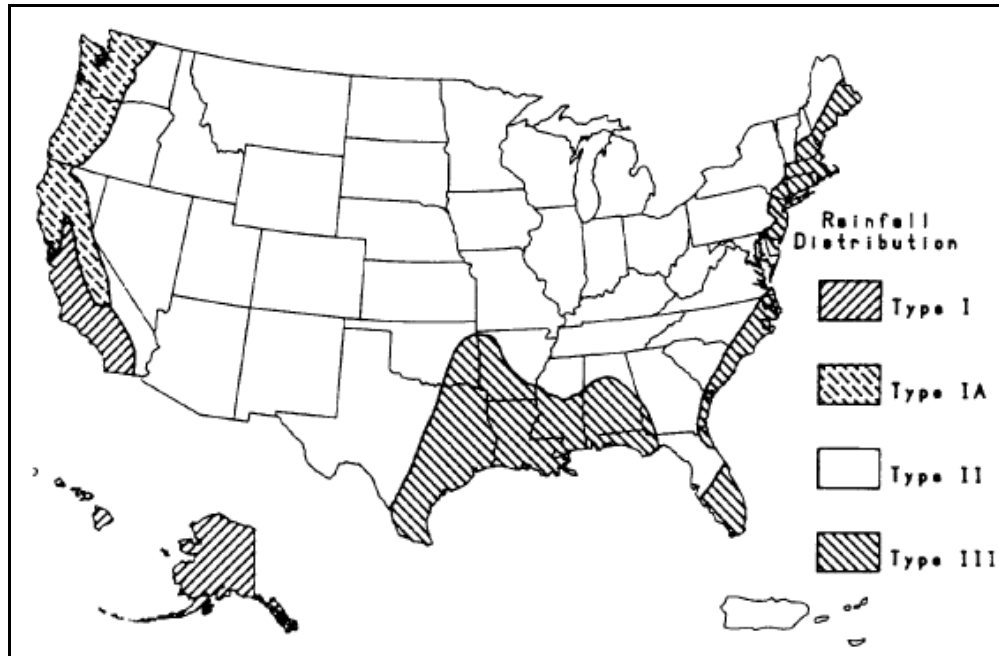 Rainfall
Distribution
Type I
Type IA
Type II
Type III